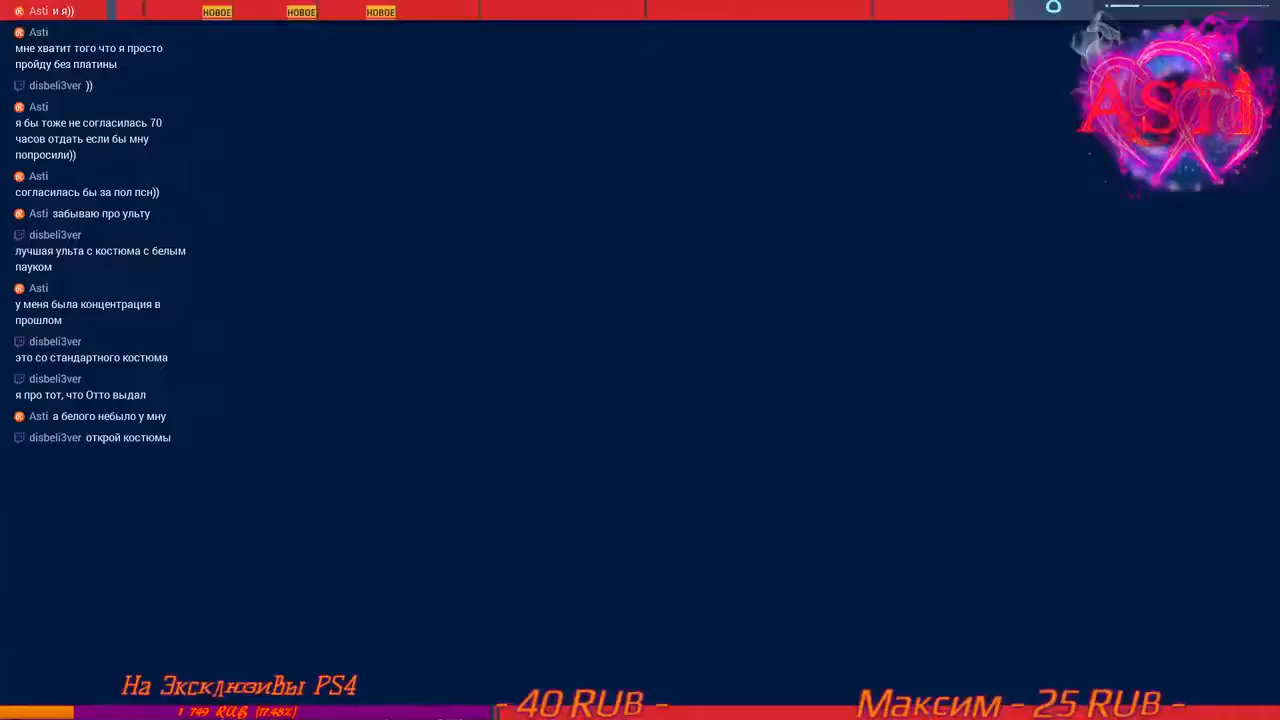 Asti и я))
НОВОЕ НОВОЕ НОВОЕ
Asti
мне хватит того что я просто
пройду без платины
disbeli3ver ))
Asti
я бы тоже не согласилась 70
часов отдать если бы мну
попросили))
Asti
согласилась бы за пол псн))
Asti забываю про ульту
disbeli3ver
лучшая ульта с костюма с белым
пауком
Asti
у меня была концентрация в
прошлом
disbeli3ver
это со стандартного костюма
disbeli3ver
я про тот, что Отто выдал
Asti а белого небыло у мну
disbeli3ver открой костюмы
Asti
На Эксклюзивы PS4
1 749 RUB (17.48%)
- 40 RUB -
Максим - 25 RUB -